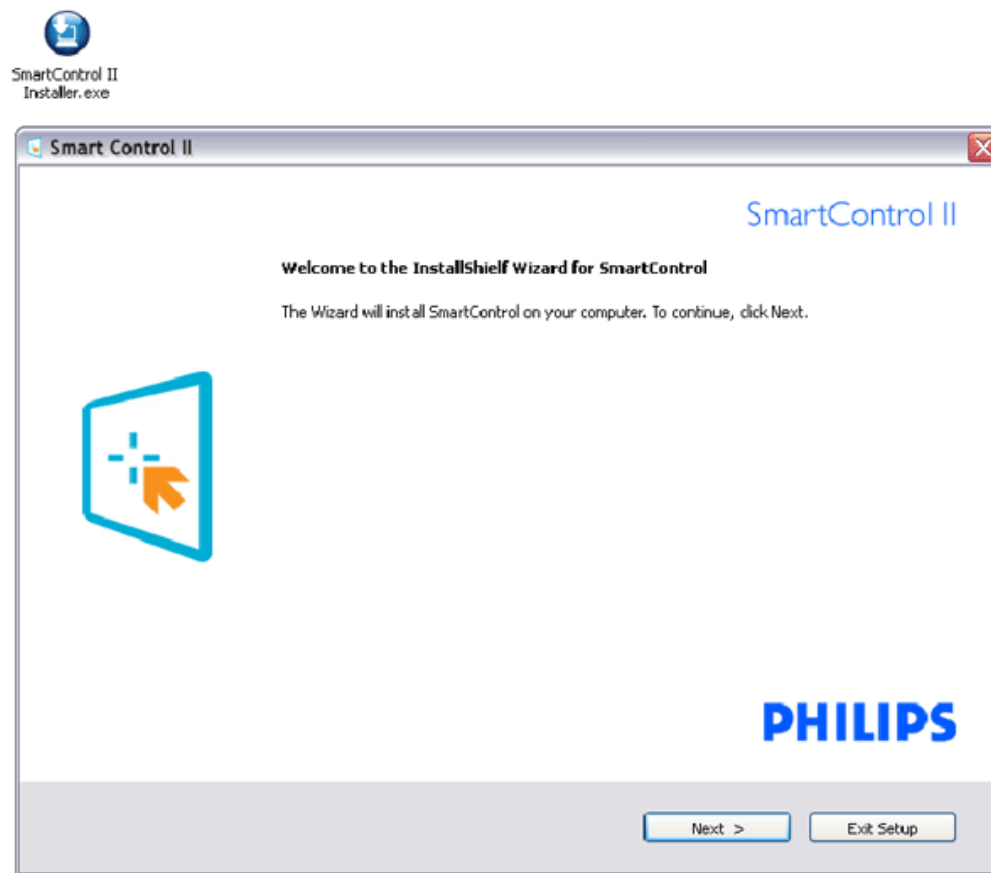 SmartControl II
Installer.exe
Smart Control II
SmartControl II
Welcome to the InstallShielf Wizard for SmartControl
The Wizard will install SmartControl on your computer. To continue, click Next.
PHILIPS
Next >
Exit Setup